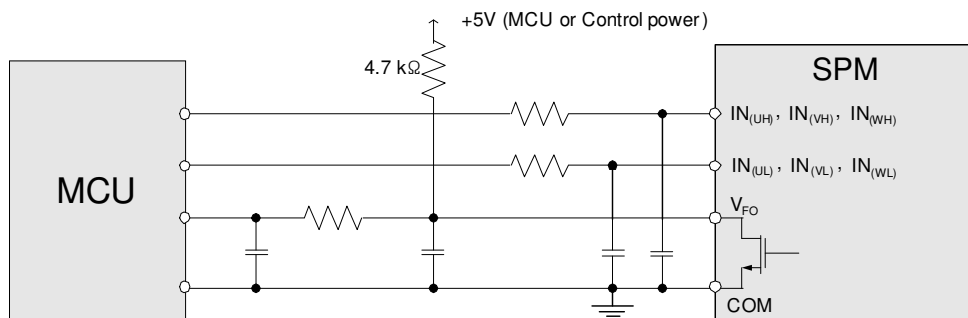 +5V (MCU or Control power)
4.7 kΩ
SPM
IN(UH), IN(VH), IN(WH)
IN(UL), IN(VL), IN(WL)
MCU
VFO
COM